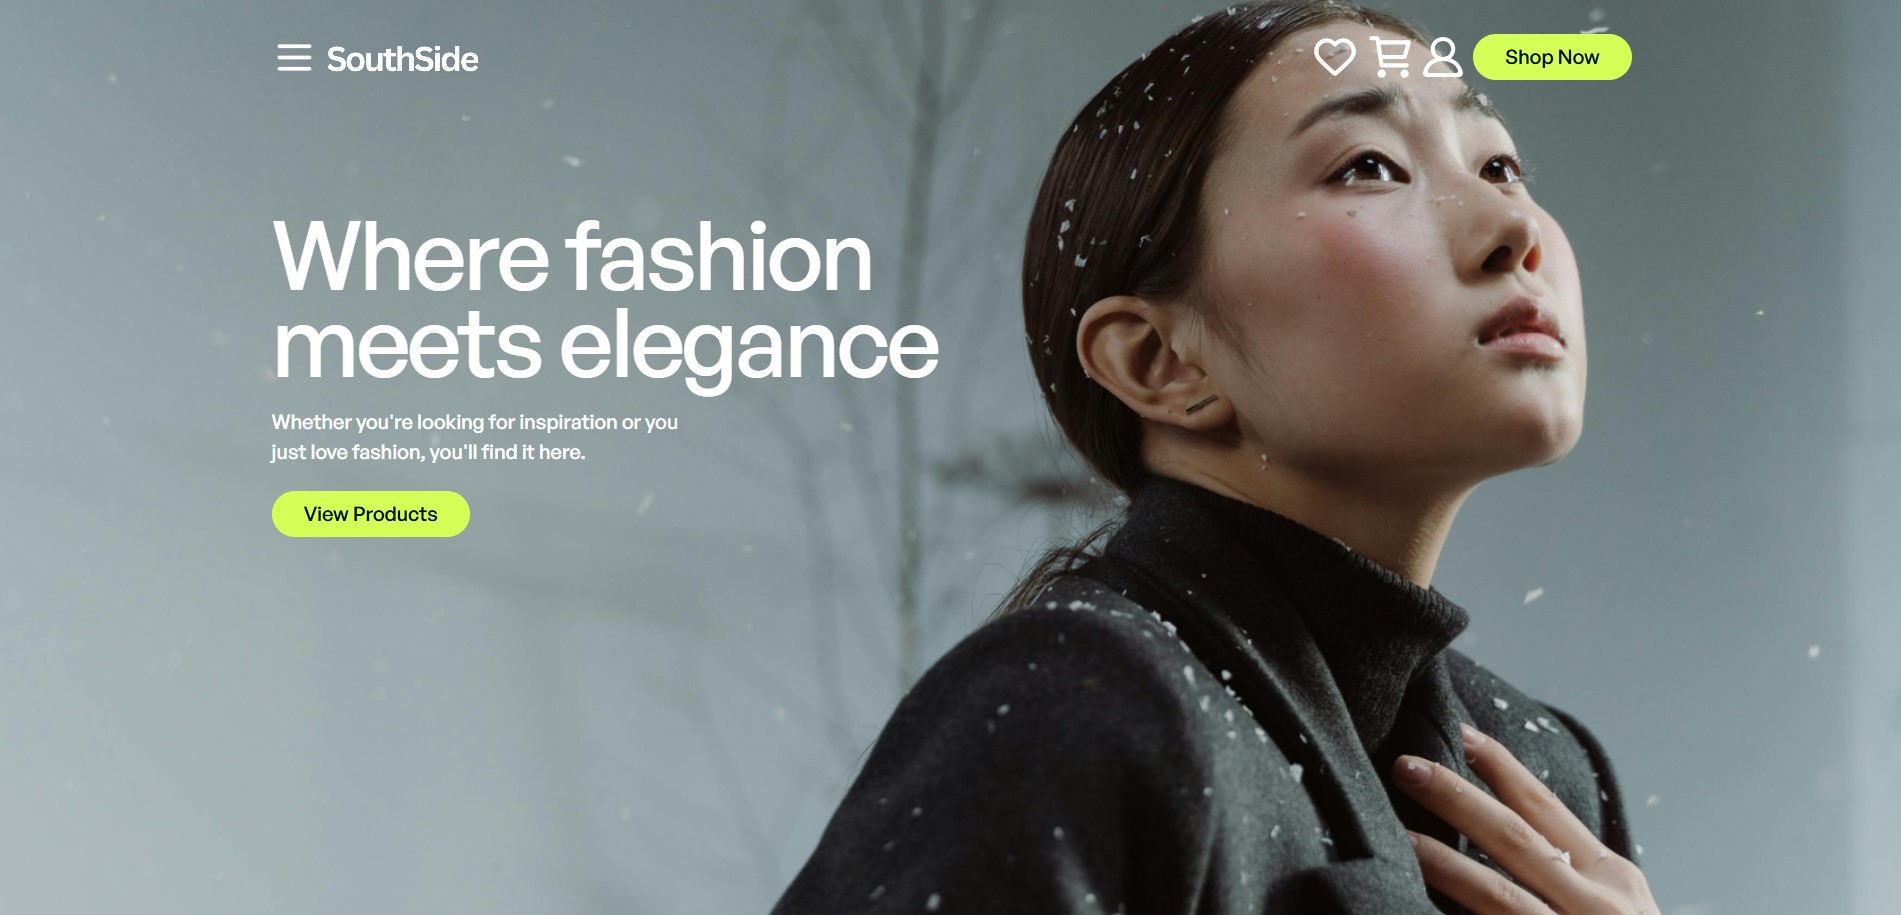 SouthSide
Shop Now
Where fashion
meets elegance
Whether you're looking for inspiration or you
just love fashion, you'll find it here.
View Products